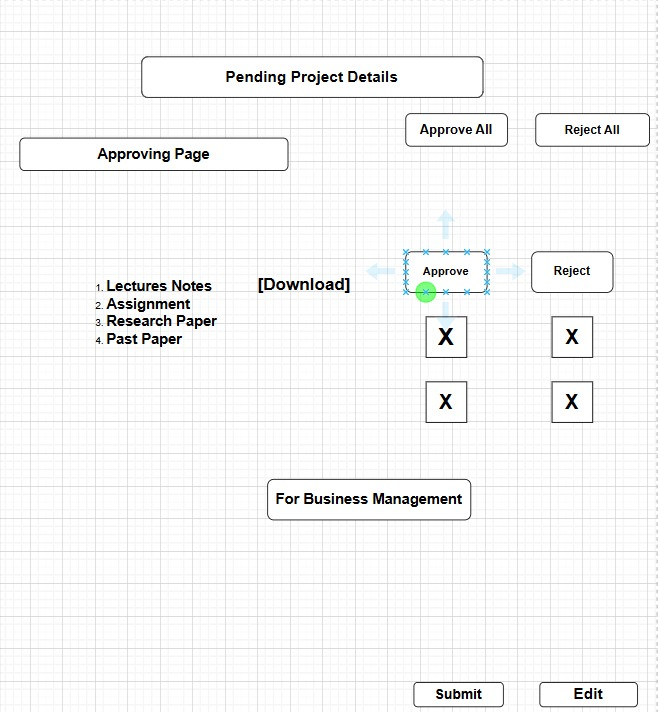 Pending Project Details
Approve All
Reject All
Approving Page
Approve
Reject
1. Lectures Notes
[Download]
2. Assignment
3. Research Paper
4. Past Paper
X
X
X
X
For Business Management
Submit
Edit